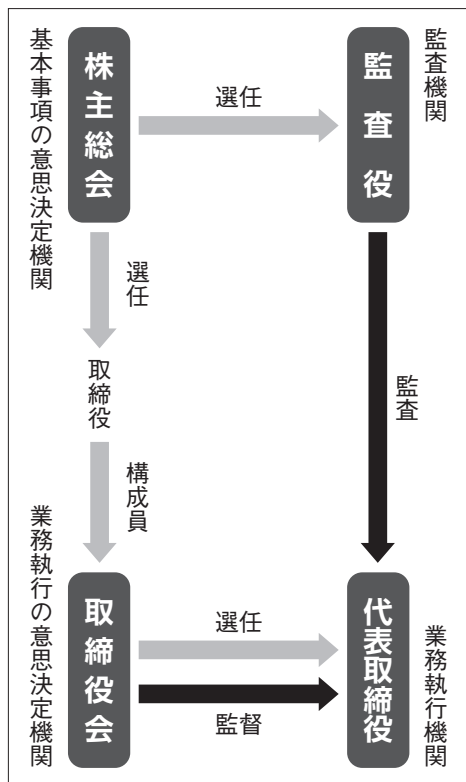 基本事項の意思決定機関
株主総会
選任
監査役
監査機関
選任
取締役
構成員
監査
業務執行の意思決定機関
取締役会
選任
監督
代表取締役
業務執行機関